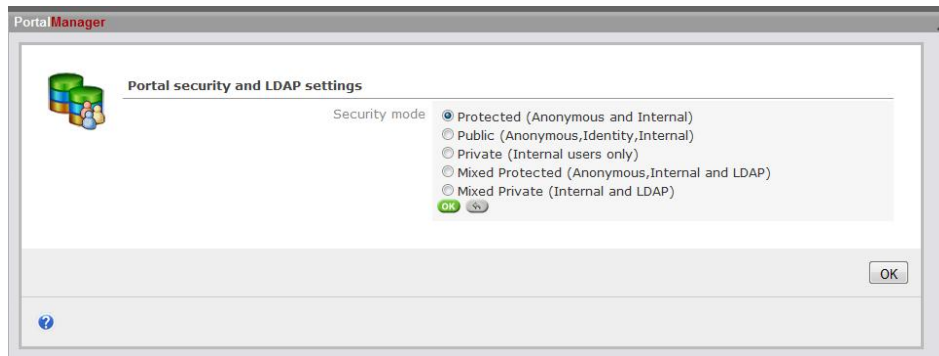 PortalManager
Portal security and LDAP settings
Security mode
Protected (Anonymous and Internal)
Public (Anonymous,Identity,Internal)
Private (Internal users only)
Mixed Protected (Anonymous,Internal and LDAP)
Mixed Private (Internal and LDAP)
OK
OK
?